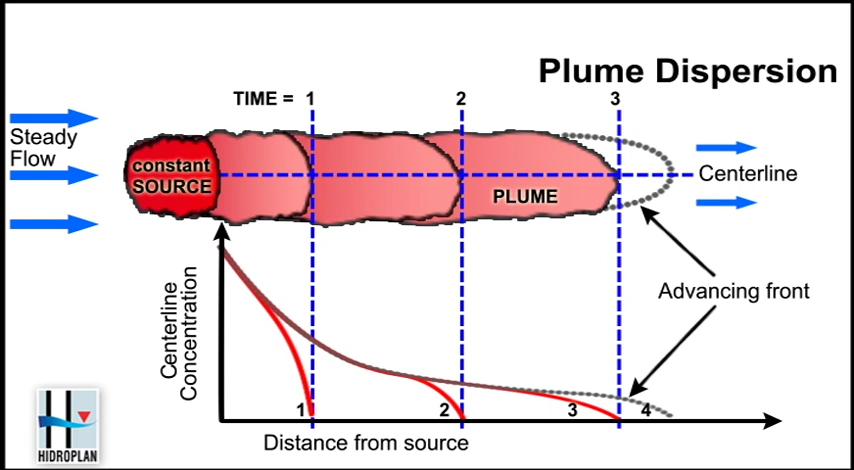 Plume Dispersion
TIME = 1 2 3
Steady
Flow
constant
SOURCE
PLUME
Centerline
Advancing front
Centerline
Concentration
1 2 3 4
Distance from source
HIDROPLAN